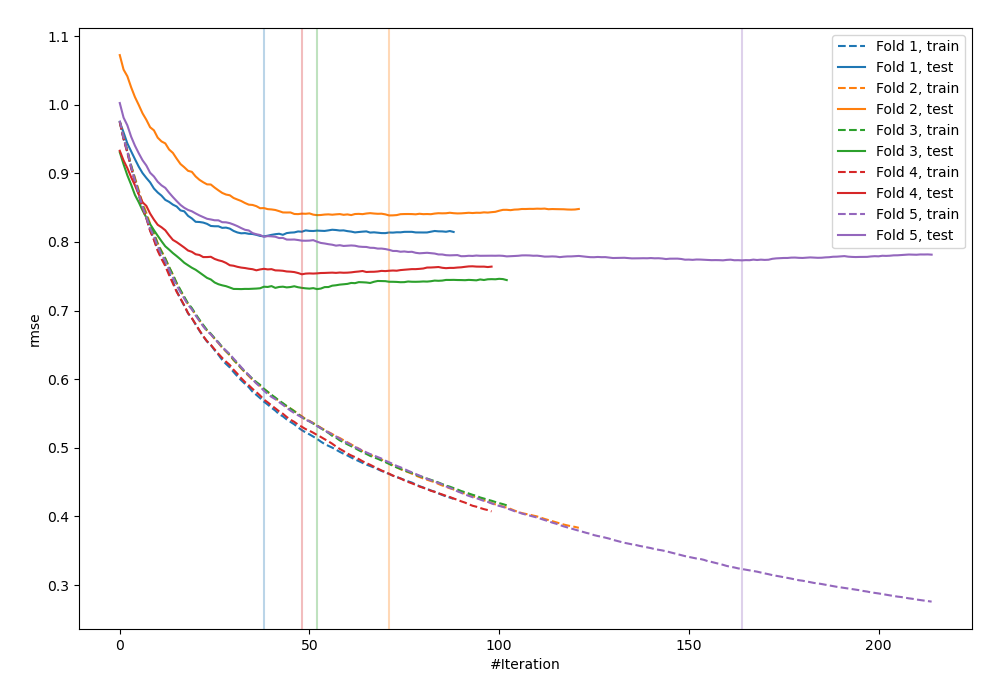 1.1
1.0
0.9
0.8
0.7
0.6
0.5
0.4
0.3
rmse
0
50
100
150
200
#Iteration
Fold 1, train
Fold 1, test
Fold 2, train
Fold 2, test
Fold 3, train
Fold 3, test
Fold 4, train
Fold 4, test
Fold 5, train
Fold 5, test